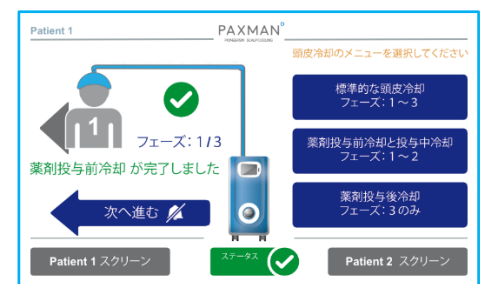 Patient 1
PAXMAN
PIONEERING SCALP COOLING
頭皮冷却のメニューを選択してください
標準的な頭皮冷却
フェーズ: 1 ~ 3
1
フェーズ: 1/3
薬剤投与前冷却 が完了しました
薬剤投与前冷却と投与中冷却
フェーズ: 1 ~ 2
薬剤投与後冷却
フェーズ: 3 のみ
次へ進む
Patient 1 スクリーン
ステータス
Patient 2 スクリーン